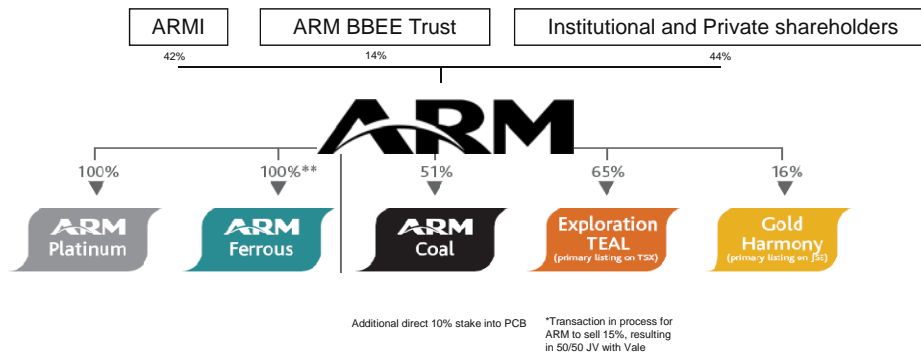 ARMI
ARM BBEE Trust
Institutional and Private shareholders
42%
14%
44%
ARM
100%
100%**
51%
65%
16%
ARM
Platinum
ARM
Ferrous
ARM
Coal
Exploration
TEAL
(primary listing on TSX)
Gold
Harmony
(primary listing on JSE)
Additional direct 10% stake into PCB
*Transaction in process for
ARM to sell 15%, resulting
in 50/50 JV with Vale